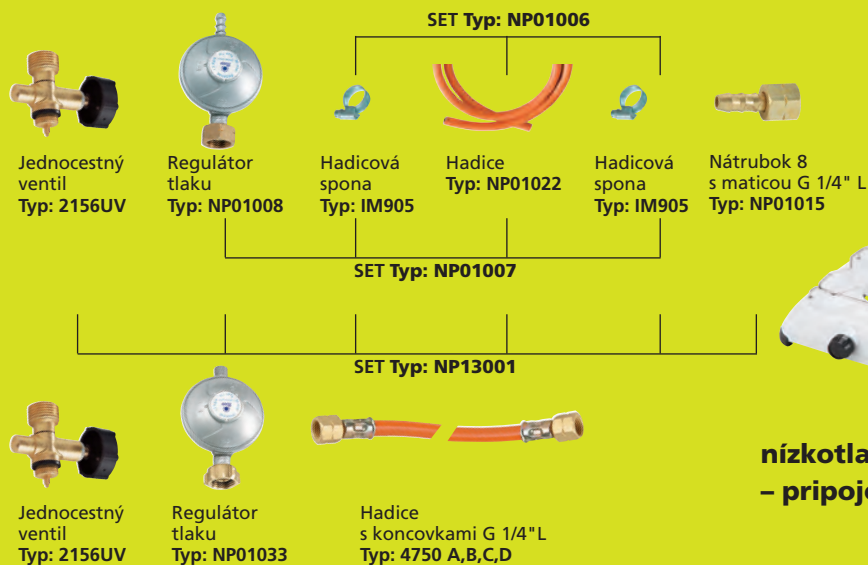 SET Typ: NP01006
Jednocestný
ventil
Typ: 2156UV
Regulátor
tlaku
Typ: NP01008
Hadicová
spona
Typ: IM905
Hadice
Typ: NP01022
Hadicová
spona
Typ: IM905
Nátrubok 8
s maticou G 1/4" L
Typ: NP01015
SET Typ: NP01007
SET Typ: NP13001
Jednocestný
ventil
Typ: 2156UV
Regulátor
tlaku
Typ: NP01033
Hadice
s koncovkami G 1/4"L
Typ: 4750 A,B,C,D
nízkotla
– pripoje